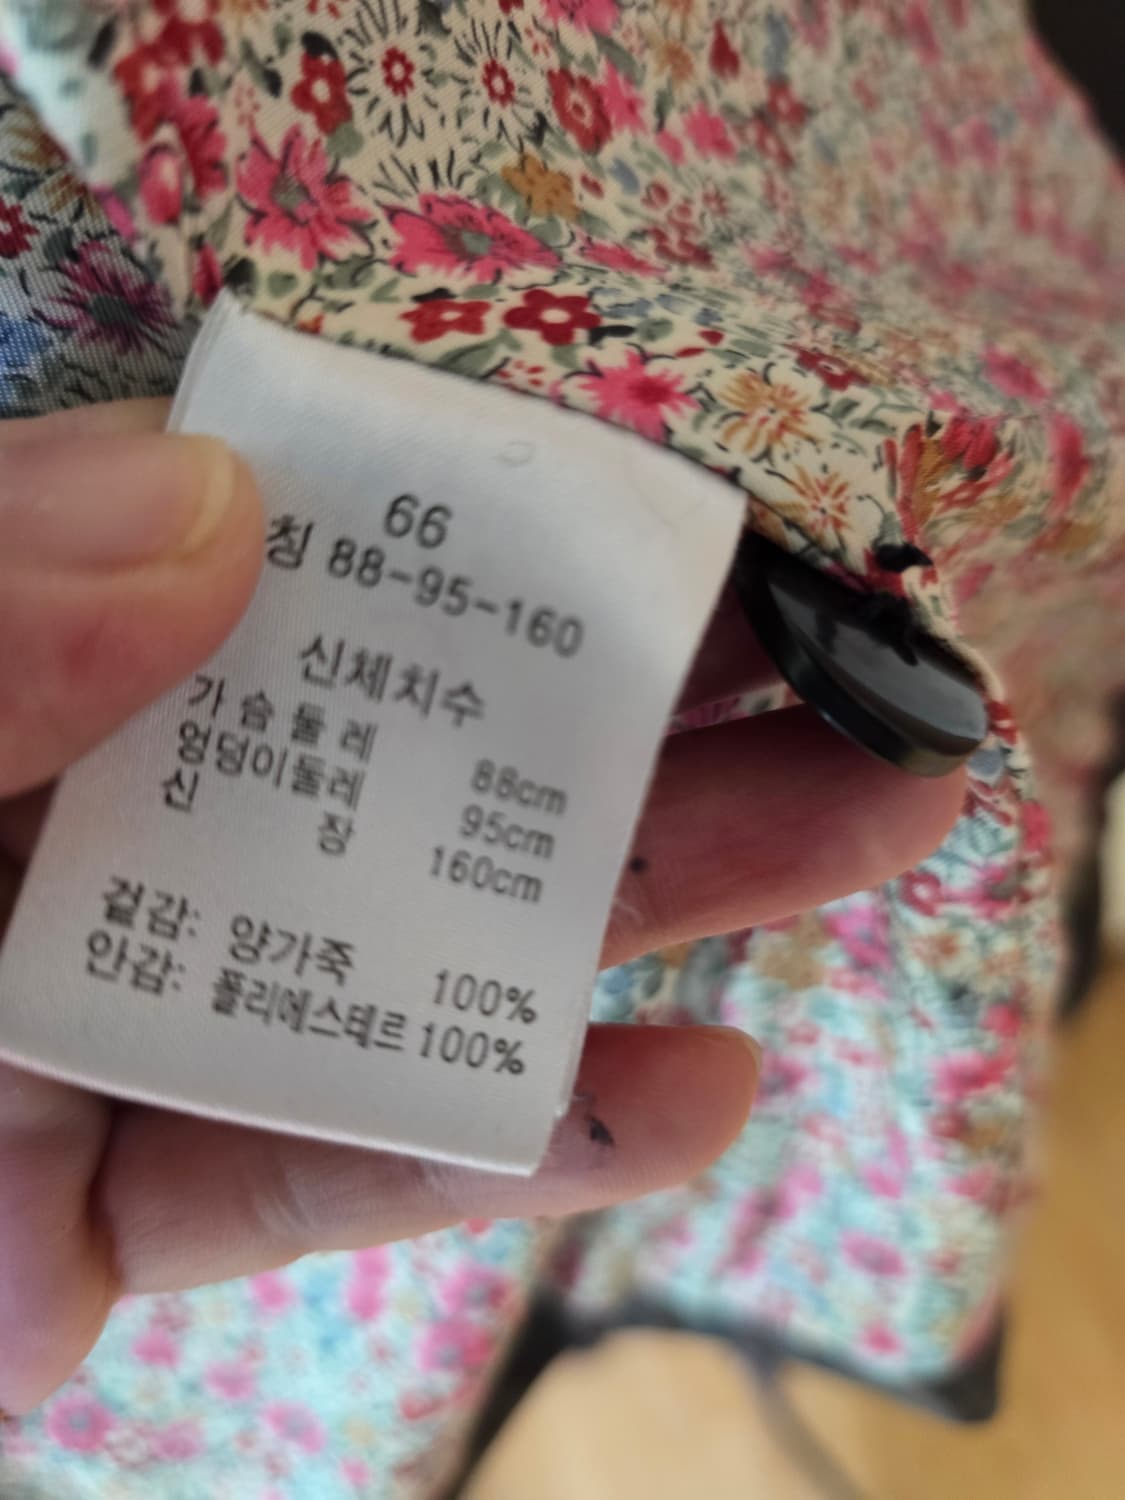 66
칭 88-95-160
신체치수
가슴둘레 88cm
엉덩이둘레 95cm
신 장 160cm
겉감: 양가죽 100%
안감: 폴리에스테르 100%